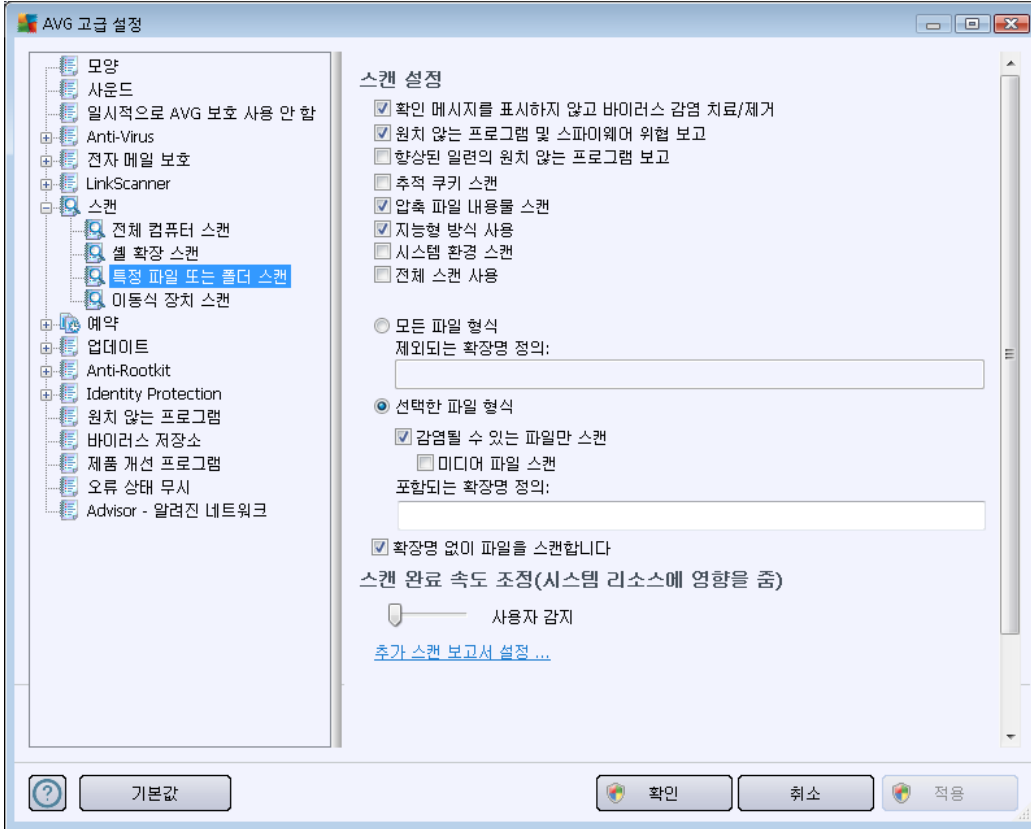 AVG 고급 설정
모양
사운드
일시적으로 AVG 보호 사용 안 함
Anti-Virus
전자 메일 보호
LinkScanner
스캔
전체 컴퓨터 스캔
셸 확장 스캔
특정 파일 또는 폴더 스캔
이동식 장치 스캔
예약
업데이트
Anti-Rootkit
Identity Protection
원치 않는 프로그램
바이러스 저장소
제품 개선 프로그램
오류 상태 무시
Advisor - 알려진 네트워크
스캔 설정
확인 메시지를 표시하지 않고 바이러스 감염 치료/제거
원치 않는 프로그램 및 스파이웨어 위협 보고
향상된 일련의 원치 않는 프로그램 보고
추적 쿠키 스캔
압축 파일 내용물 스캔
지능형 방식 사용
시스템 환경 스캔
전체 스캔 사용
모든 파일 형식
제외되는 확장명 정의:
선택한 파일 형식
감염될 수 있는 파일만 스캔
미디어 파일 스캔
포함되는 확장명 정의:
확장명 없이 파일을 스캔합니다
스캔 완료 속도 조정(시스템 리소스에 영향을 줌)
사용자 감지
추가 스캔 보고서 설정 ...
기본값
확인
취소
적용